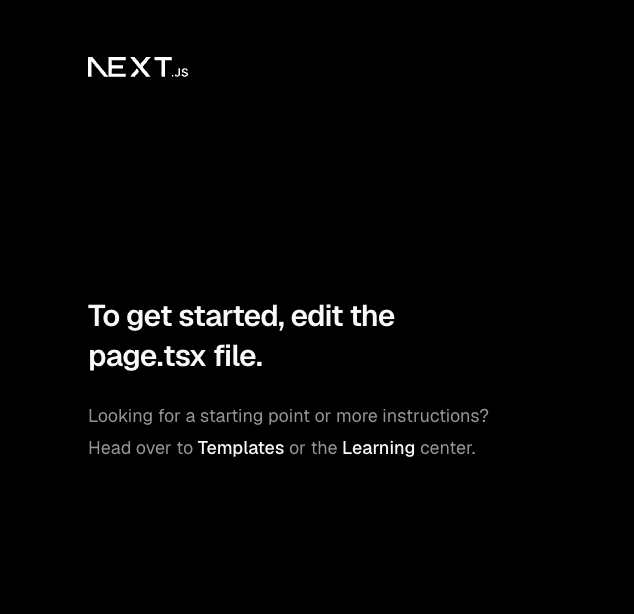 NEXT.JS
To get started, edit the
page.tsx file.
Looking for a starting point or more instructions?
Head over to Templates or the Learning center.